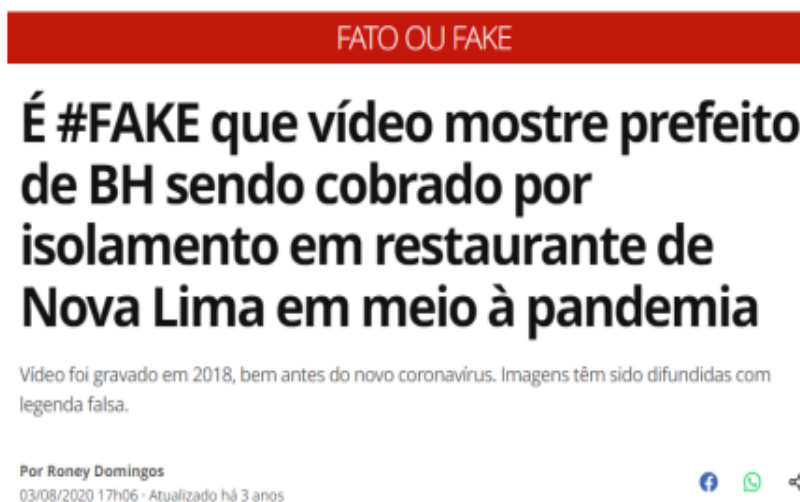 FATO OU FAKE
É #FAKE que vídeo mostre prefeito
de BH sendo cobrado por
isolamento em restaurante de
Nova Lima em meio à pandemia
Vídeo foi gravado em 2018, bem antes do novo coronavírus. Imagens têm sido difundidas com
legenda falsa.
Por Roney Domingos
03/08/2020 17h06 · Atualizado há 3 anos